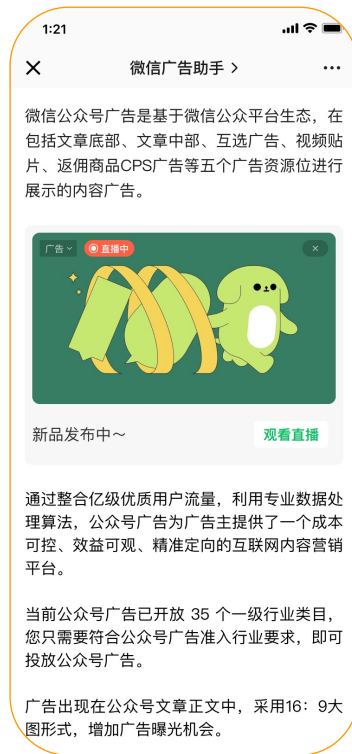 1:21
微信广告助手
微信公众号广告是基于微信公众平台生态，在
包括文章底部、文章中部、互选广告、视频贴
片、返佣商品CPS广告等五个广告资源位进行
展示的内容广告。
广告
直播中
新品发布中～
观看直播
通过整合亿级优质用户流量，利用专业数据处
理算法，公众号广告为广告主提供了一个成本
可控、效益可观、精准定向的互联网内容营销
平台。
当前公众号广告已开放 35 个一级行业类目，
您只需要符合公众号广告准入行业要求，即可
投放公众号广告。
广告出现在公众号文章正文中，采用16：9大
图形式，增加广告曝光机会。